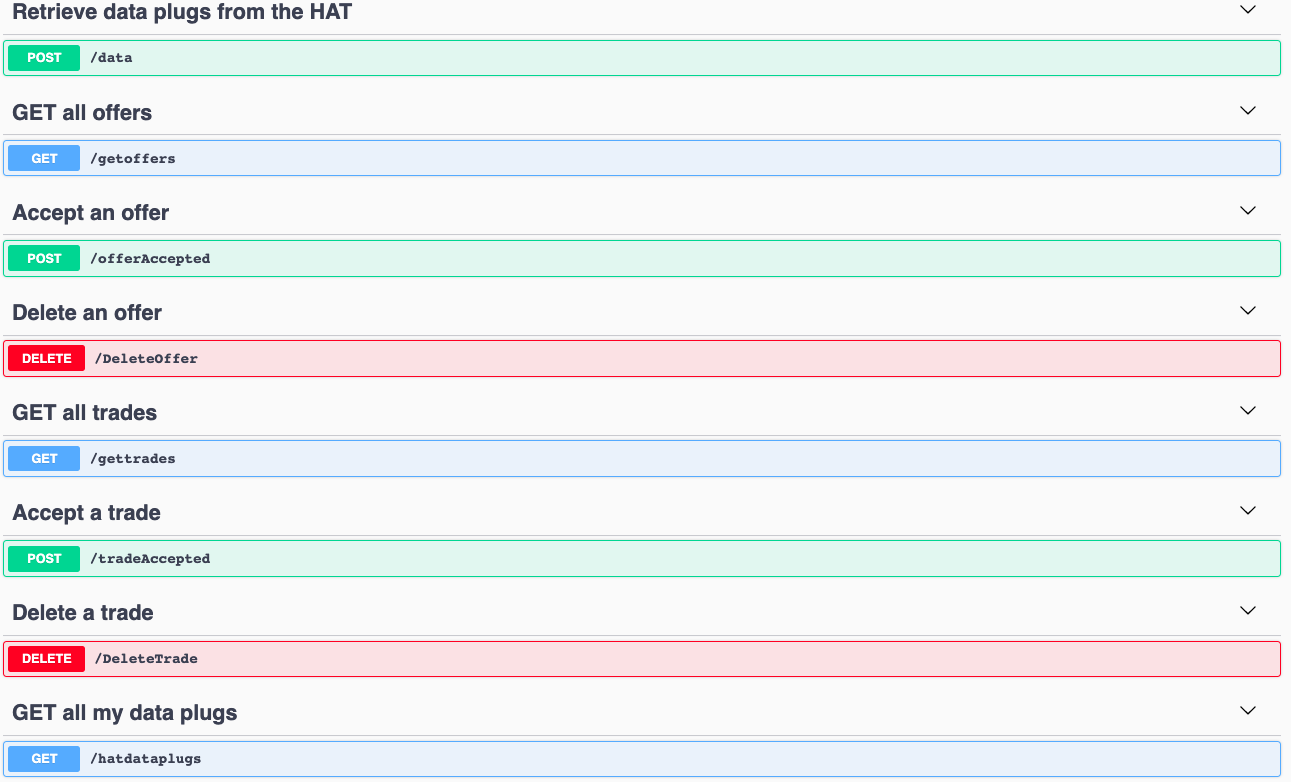 Retrieve data plugs from the HAT
POST /data
GET all offers
GET /getoffers
Accept an offer
POST /offerAccepted
Delete an offer
DELETE /DeleteOffer
GET all trades
GET /gettrades
Accept a trade
POST /tradeAccepted
Delete a trade
DELETE /DeleteTrade
GET all my data plugs
GET /hatdataplugs